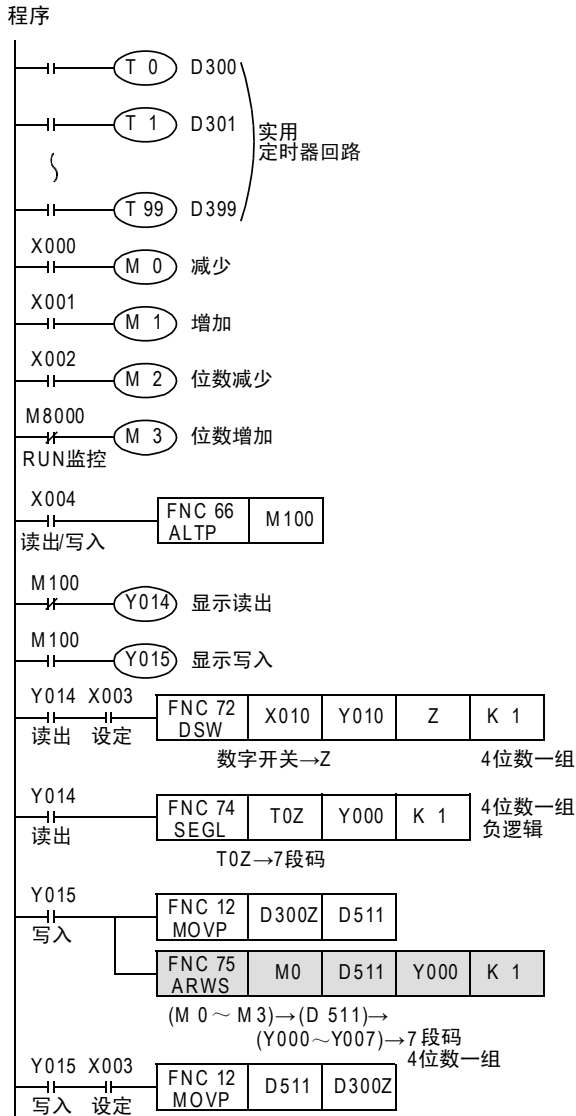 程序
T 0 D300
T 1 D301
实用
定时器回路
T 99 D399
X000
M 0 减少
X001
M 1 增加
X002
M 2 位数减少
M8000
M 3 位数增加
RUN监控
X004
FNC 66 M100
ALTP
读出/写入
M100
Y014 显示读出
M100
Y015 显示写入
Y014 X003
FNC 72 X010 Y010 Z K 1
DSW
读出 设定
数字开关→Z 4位数一组
Y014
FNC 74 T0Z Y000 K 1 4位数一组
SEGL 负逻辑
读出
T0Z→7段码
Y015
FNC 12 D300Z D511
MOVP
写入
FNC 75 M0 D511 Y000 K 1
ARWS
(M 0～M 3)→(D 511)→
(Y000～Y007)→7段码
4位数一组
Y015 X003
FNC 12 D511 D300Z
MOVP
写入 设定